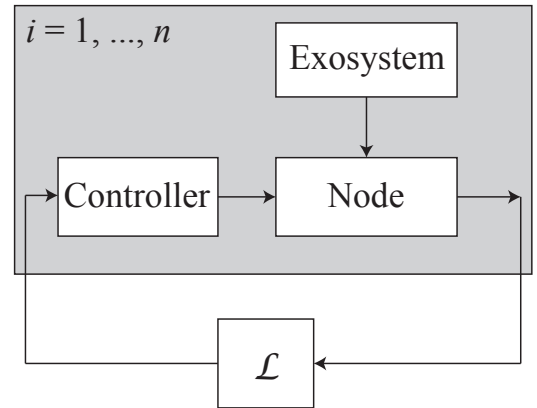 i = 1, ..., n
Exosystem
Controller
Node
ℒ